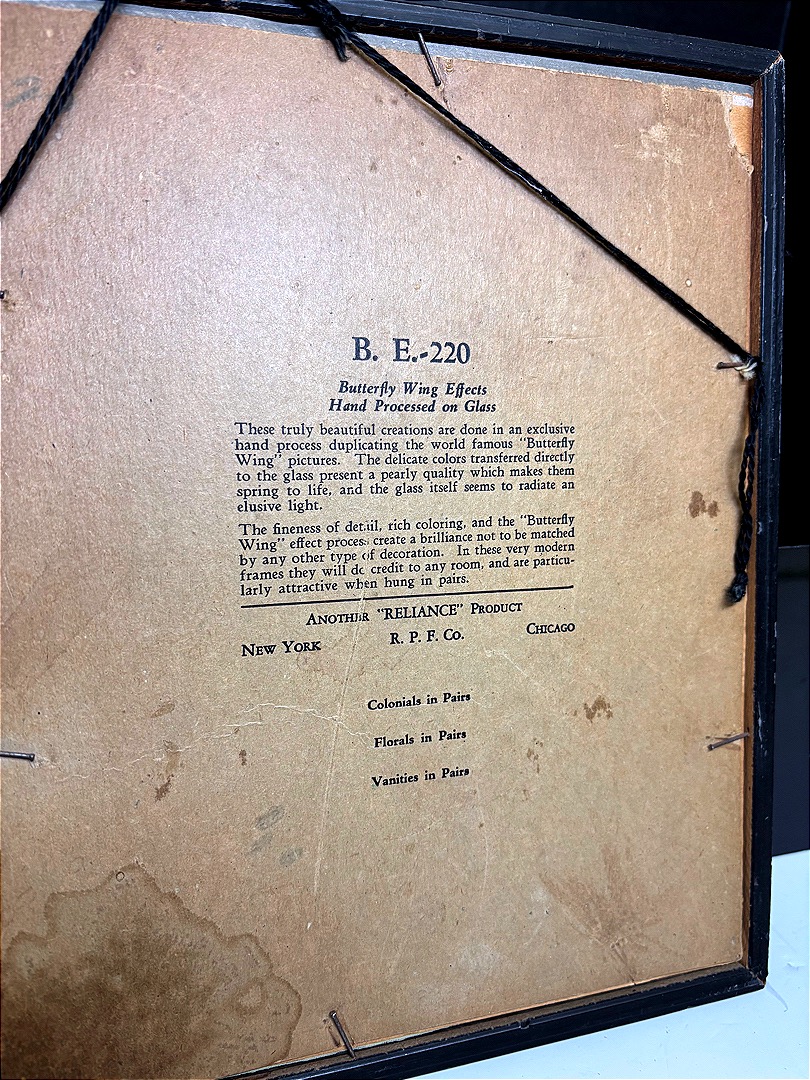 B. E.-220
Butterfly Wing Effects
Hand Processed on Glass
These truly beautiful creations are done in an exclusive
hand process duplicating the world famous "Butterfly
Wing" pictures. The delicate colors transferred directly
to the glass present a pearly quality which makes them
spring to life, and the glass itself seems to radiate an
elusive light.
The fineness of detail, rich coloring, and the "Butterfly
Wing" effect process create a brilliance not to be matched
by any other type of decoration. In these very modern
frames they will do credit to any room, and are particu-
larly attractive when hung in pairs.
ANOTHER "RELIANCE" PRODUCT
NEW YORK R. P. F. CO. CHICAGO
Colonials in Pairs
Florals in Pairs
Vanities in Pairs